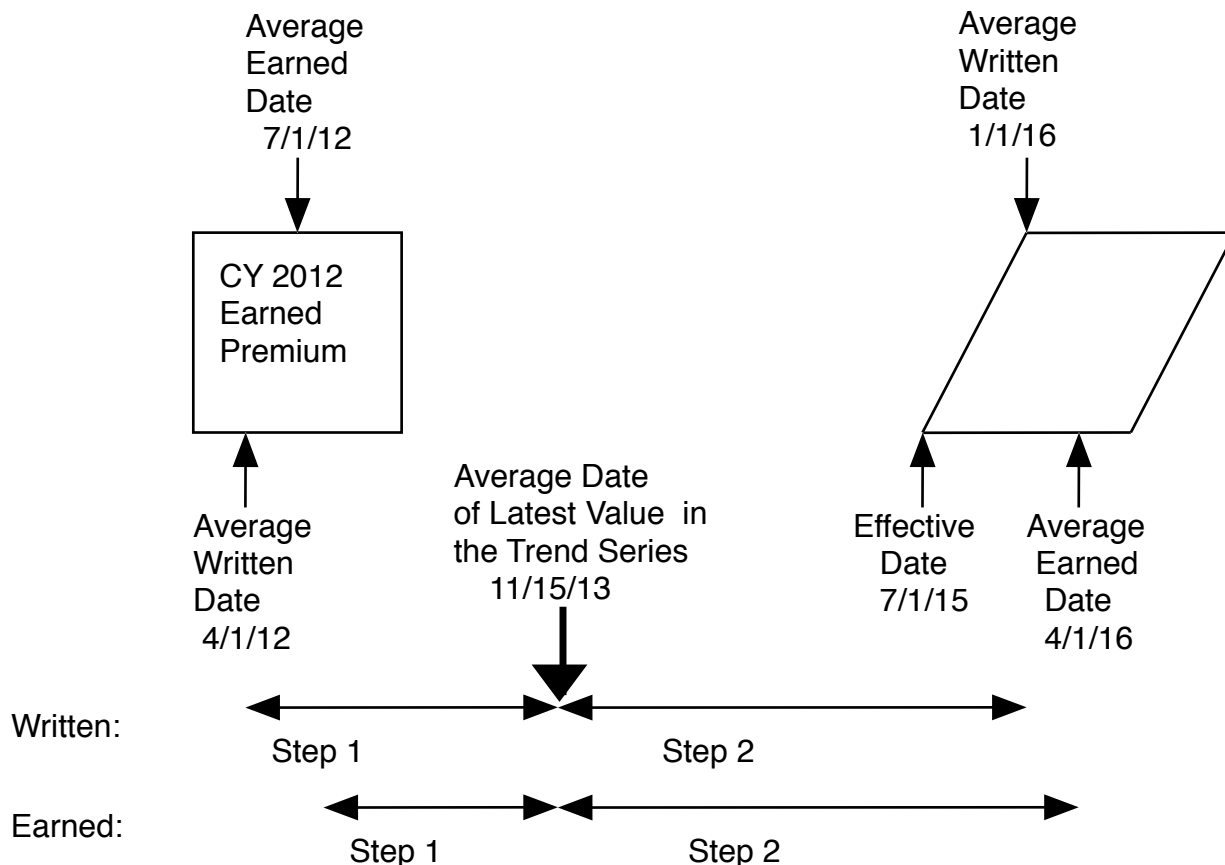 Average
Earned
Date
7/1/12
Average
Written
Date
1/1/16
CY 2012
Earned
Premium
Average
Written
Date
4/1/12
Average Date
of Latest Value in
the Trend Series
11/15/13
Effective
Date
7/1/15
Average
Earned
Date
4/1/16
Written:
Step 1
Step 2
Earned:
Step 1
Step 2